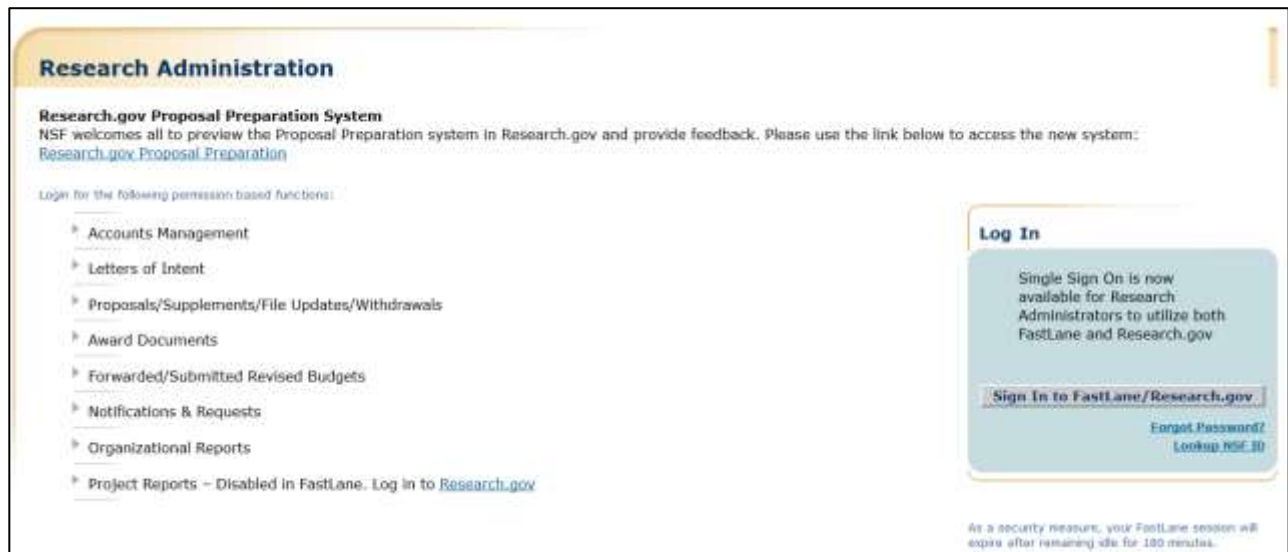 Research Administration
Research.gov Proposal Preparation System
NSF welcomes all to preview the Proposal Preparation system in Research.gov and provide feedback. Please use the link below to access the new system:
Research.gov Proposal Preparation
Login for the following permission based functions:
Accounts Management
Letters of Intent
Proposals/Supplements/File Updates/Withdrawals
Award Documents
Forwarded/Submitted Revised Budgets
Notifications & Requests
Organizational Reports
Project Reports – Disabled in FastLane. Log in to Research.gov
Log In
Single Sign On is now
available for Research
Administrators to utilize both
FastLane and Research.gov
Sign In to FastLane/Research.gov
Forgot Password?
Lookup NSF ID
As a security measure, your FastLane session will
expire after remaining idle for 180 minutes.